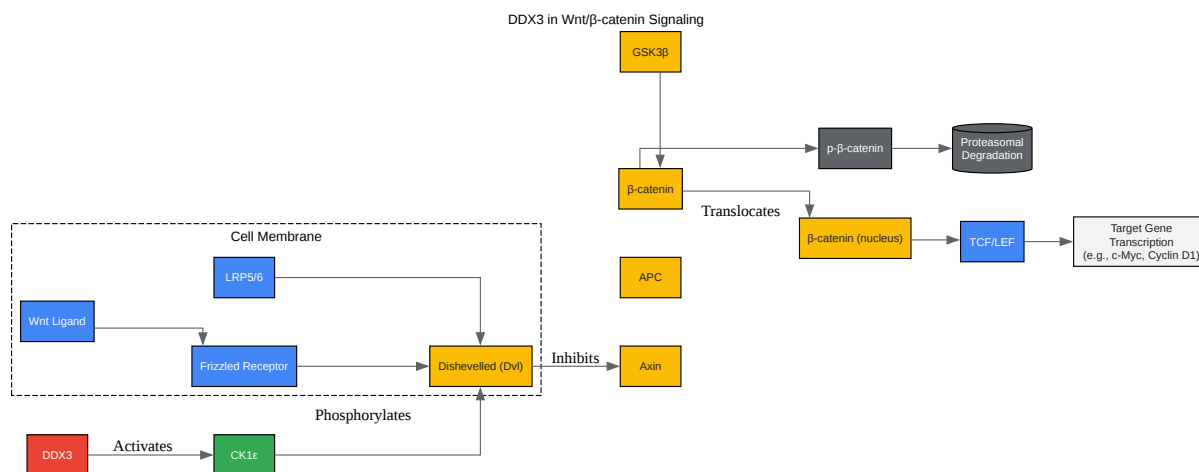 DDX3 in Wnt/β-catenin Signaling
GSK3β
p-β-catenin
Proteasomal
Degradation
β-catenin
Translocates
β-catenin (nucleus)
TCF/LEF
Target Gene
Transcription
(e.g., c-Myc, Cyclin D1)
Cell Membrane
LRP5/6
APC
Wnt Ligand
Frizzled Receptor
Dishevelled (Dvl)
Inhibits
Axin
Phosphorylates
DDX3
Activates
CK1ε